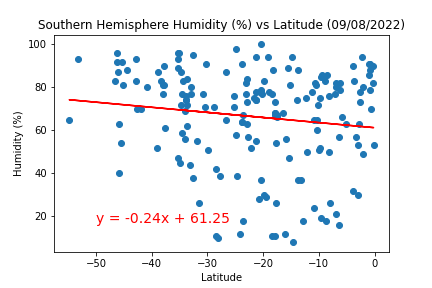 Southern Hemisphere Humidity (%) vs Latitude (09/08/2022)
100
80
60
40
20
Humidity (%)
y = -0.24x + 61.25
−50 −40 −30 −20 −10 0
Latitude